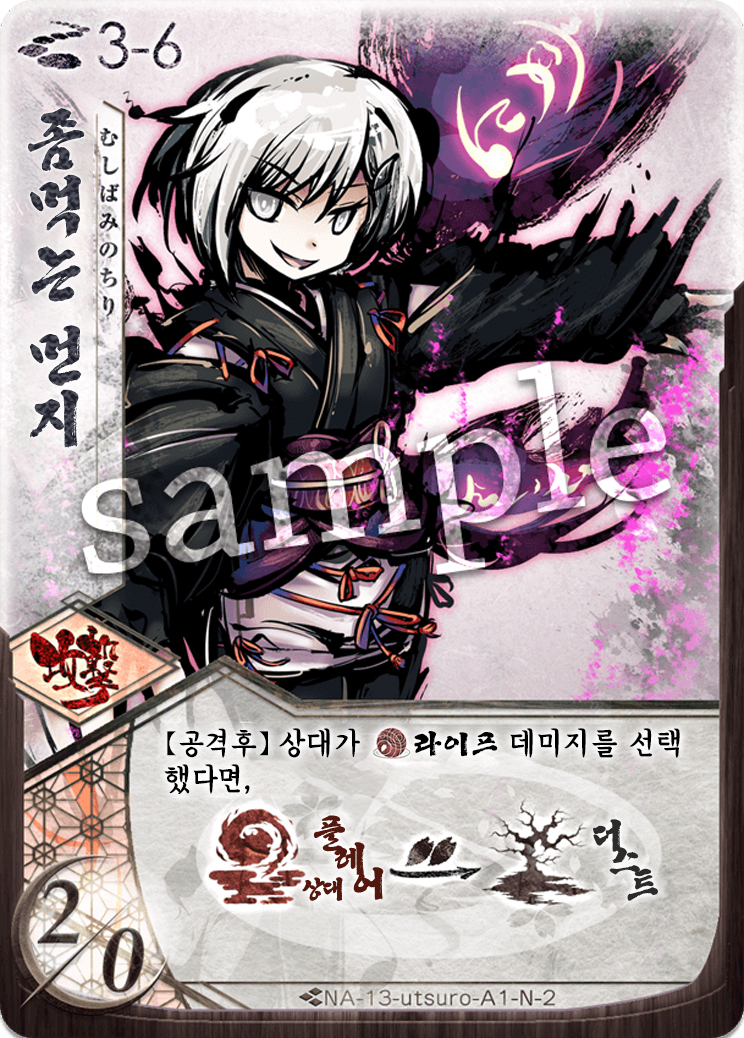 3-6
좀먹는 먼지
むしばみのちり
sample
攻撃
【공격후】상대가 라이프 데미지를 선택
했다면,
상대 플레어
더스트
2/0
NA-13-utsuro-A1-N-2